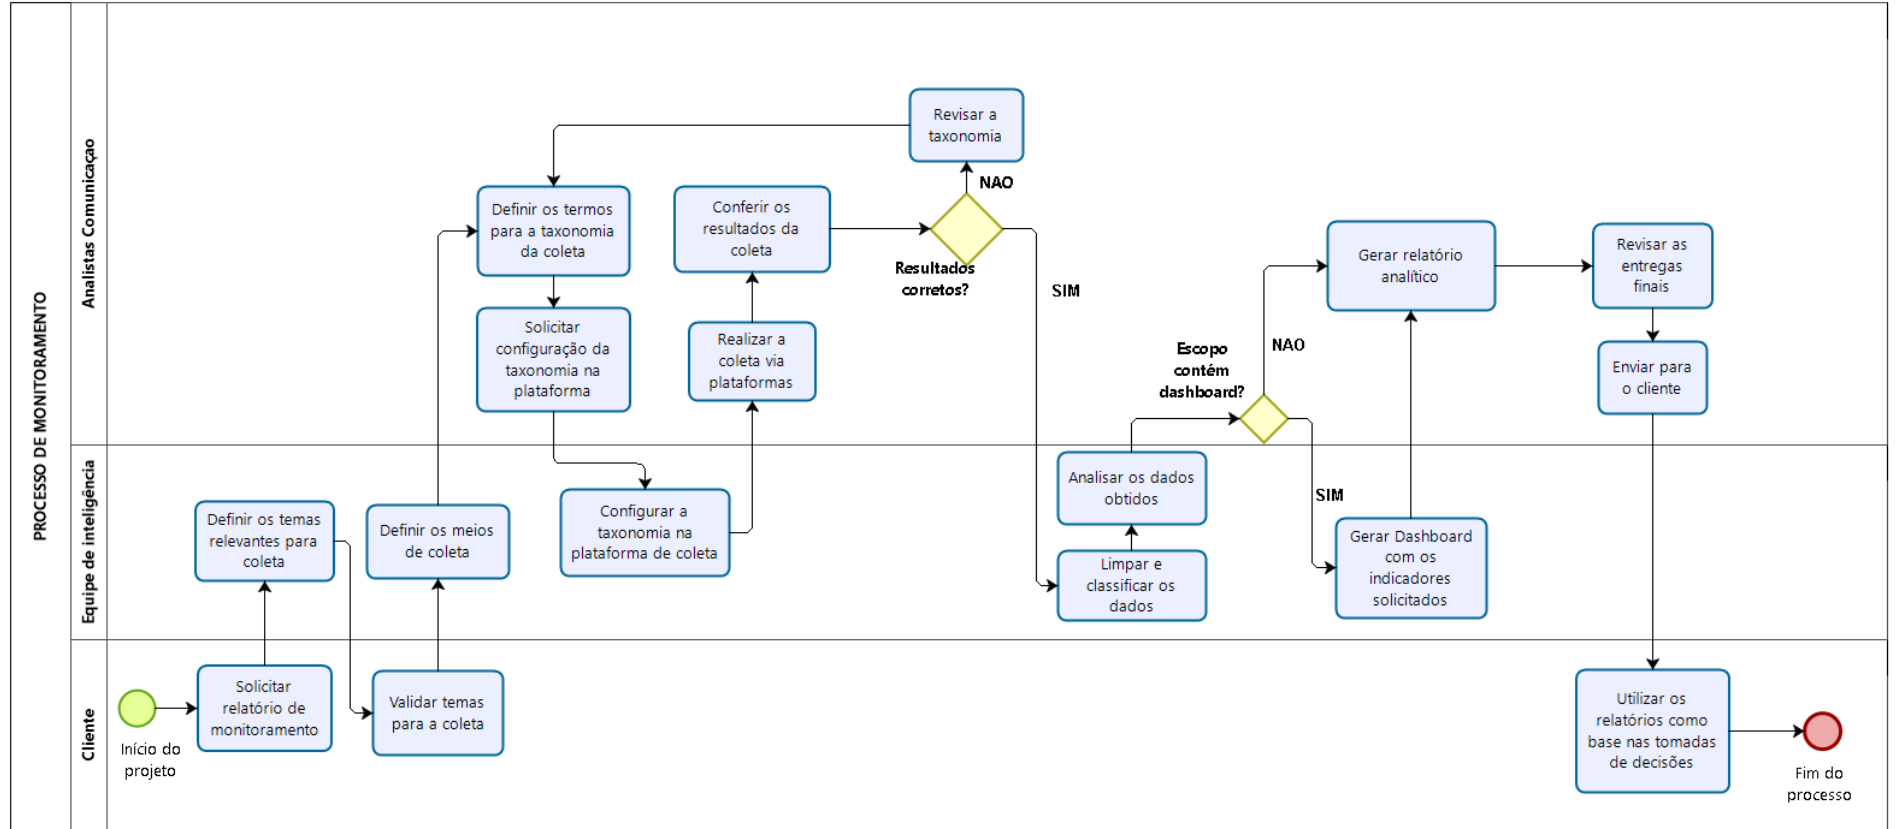 PROCESSO DE MONITORAMENTO
Analistas Comunicaçao
Revisar a
taxonomia
NAO
Definir os termos
para a taxonomia
da coleta
Conferir os
resultados da
coleta
Resultados
corretos?
SIM
Solicitar
configuração da
taxonomia na
plataforma
Realizar a
coleta via
plataformas
Escopo
contém
dashboard?
NAO
Gerar relatório
analítico
Revisar as
entregas
finais
Enviar para
o cliente
Equipe de inteligência
Definir os temas
relevantes para
coleta
Definir os meios
de coleta
Configurar a
taxonomia na
plataforma de coleta
Analisar os dados
obtidos
Limpar e
classificar os
dados
SIM
Gerar Dashboard
com os
indicadores
solicitados
Cliente
Início do
projeto
Solicitar
relatório de
monitoramento
Validar temas
para a coleta
Utilizar os
relatórios como
base nas tomadas
de decisões
Fim do
processo